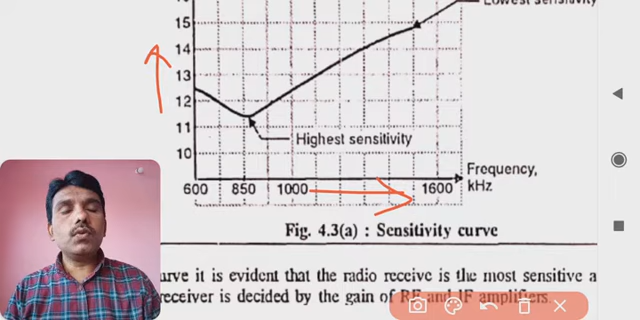 Lowest sensitivity
15
14
13
12
11
10
Highest sensitivity
600 850 1000 1600
Frequency,
kHz
Fig. 4.3(a) : Sensitivity curve
it is evident that the radio receive is the most sensitive a
receiver is decided by the gain of RF and IF amplifiers.